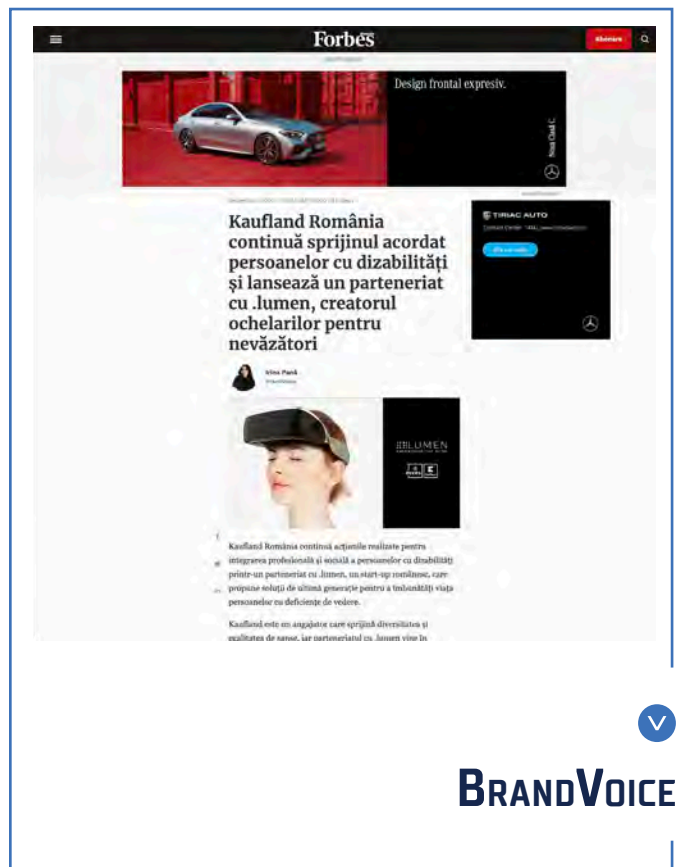 Forbes
Abonare
Design frontal expresiv.
Noul Clasă C.
Kaufland România
continuă sprijinul acordat
persoanelor cu dizabilități
și lansează un parteneriat
cu .lumen, creatorul
ochelarilor pentru
nevăzători
ȚIRIAC AUTO
Irina Pană
LUMEN
Kaufland România continuă acțiunile realizate pentru
integrarea profesională și socială a persoanelor cu dizabilități
printr-un parteneriat cu .lumen, un start-up românesc, care
propune soluții de ultimă generație pentru a îmbunătăți viața
persoanelor cu deficiențe de vedere.
Kaufland este un angajator care sprijină diversitatea și
egalitatea de șanse, iar parteneriatul cu .lumen vine în
BRANDVOICE